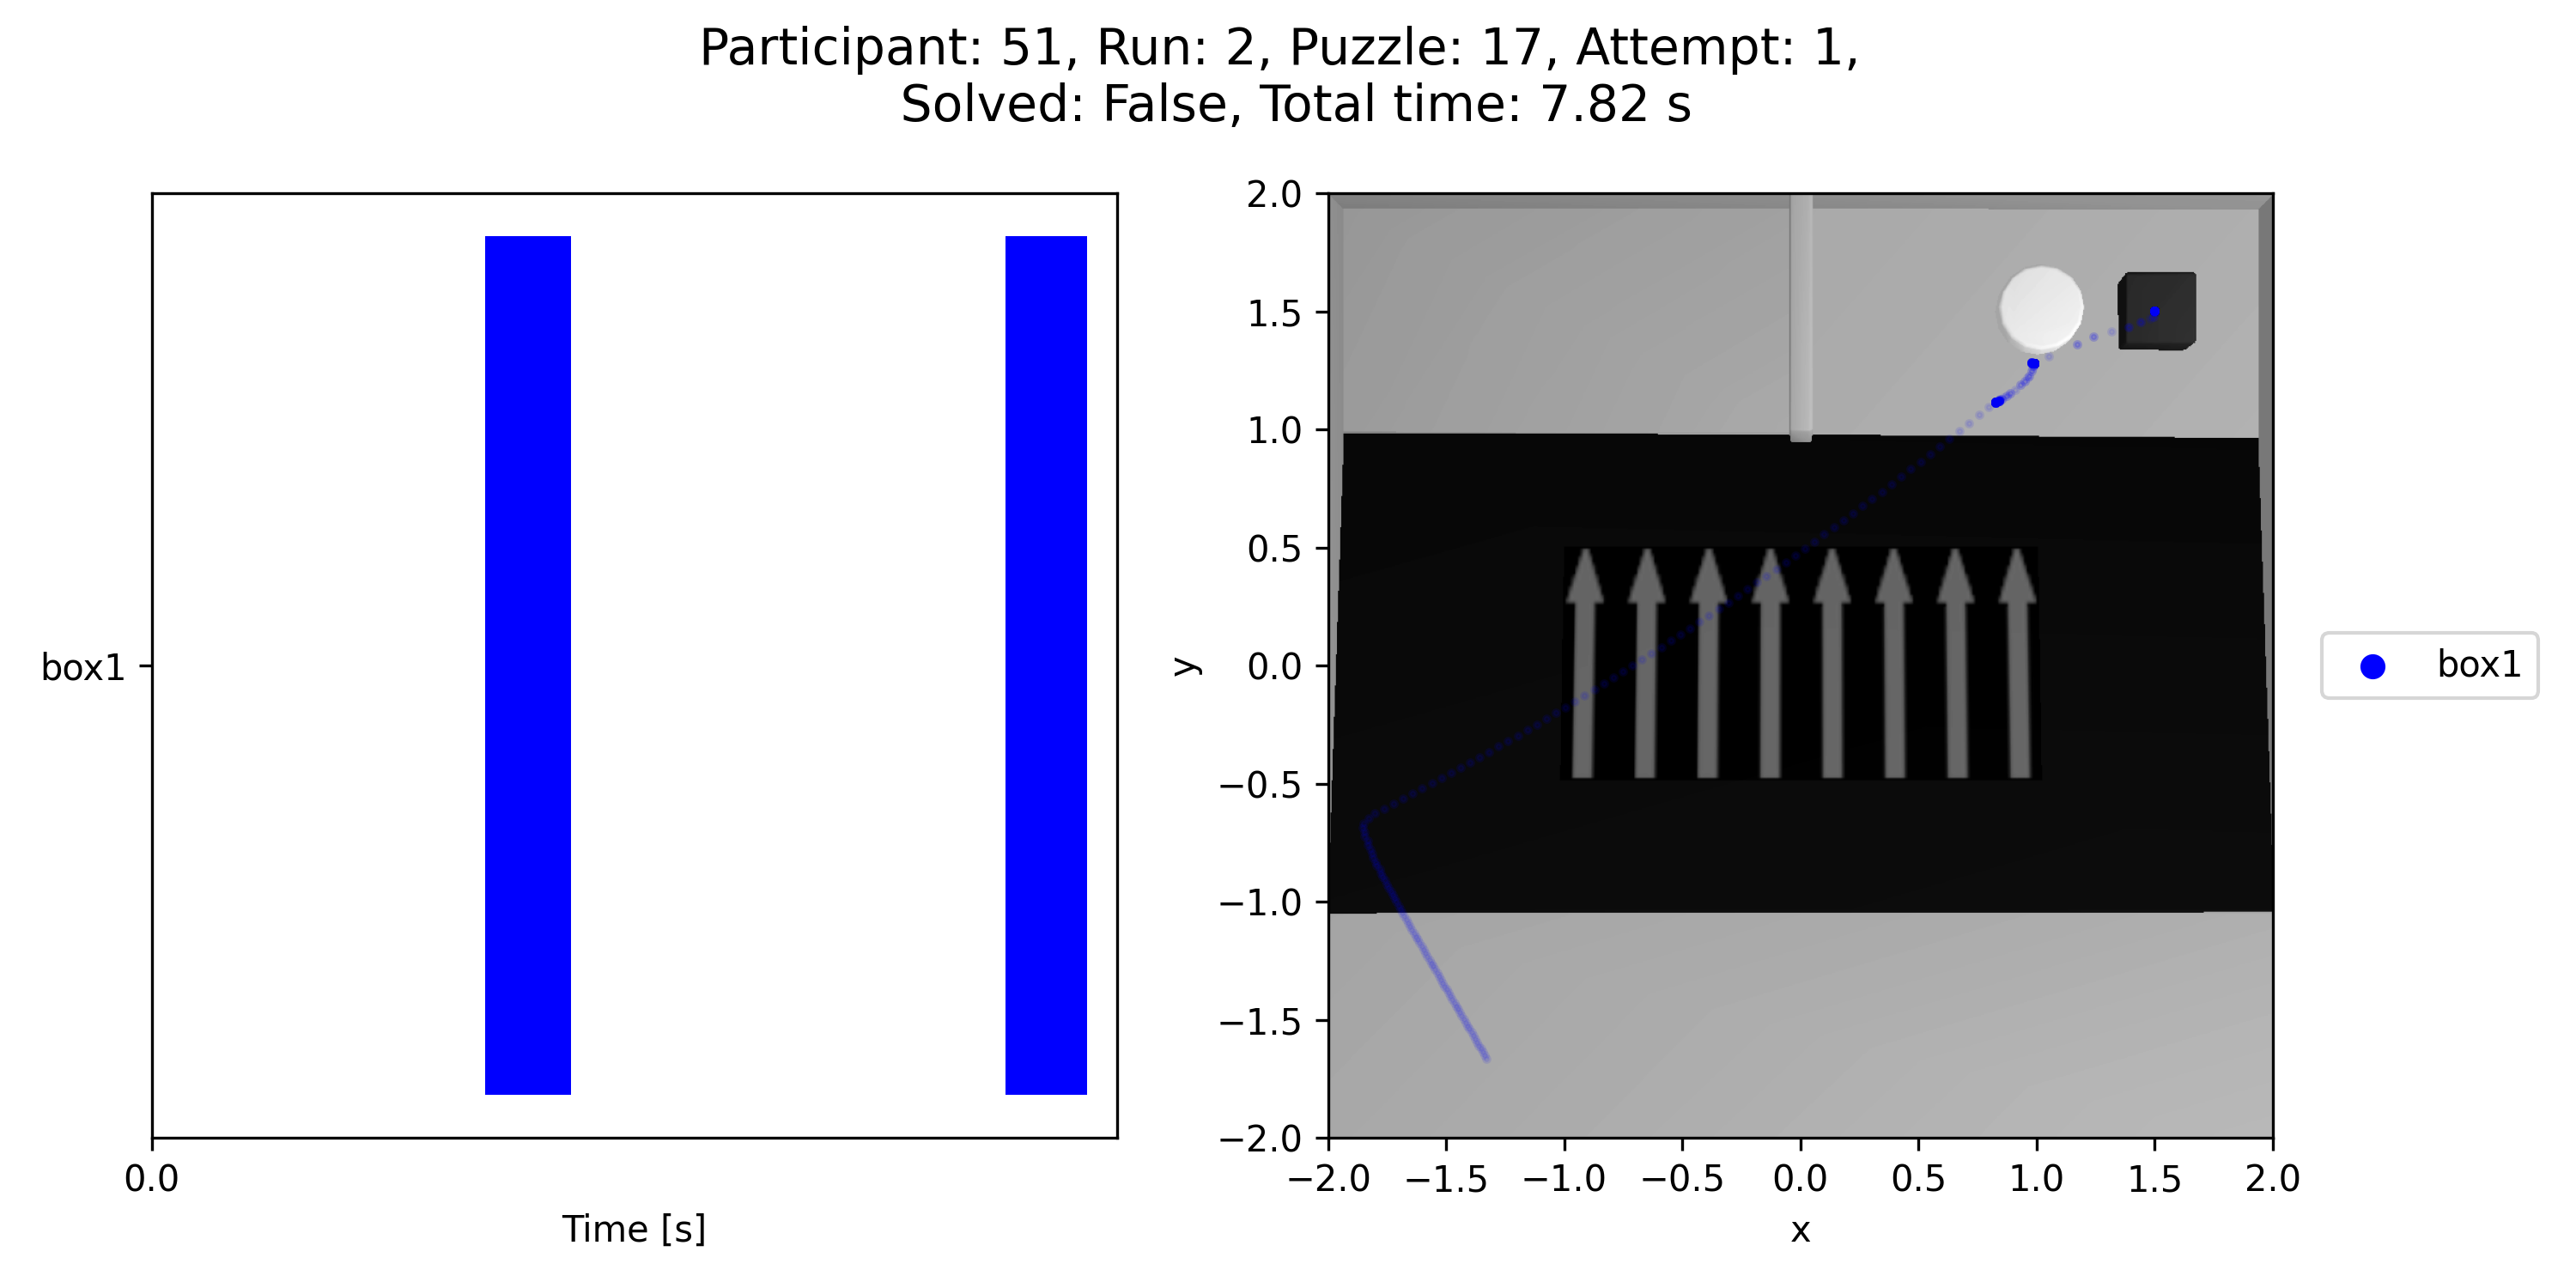 Participant: 51, Run: 2, Puzzle: 17, Attempt: 1,
Solved: False, Total time: 7.82 s
box1
0.0
Time [s]
2.0
1.5
1.0
0.5
0.0
−0.5
−1.0
−1.5
−2.0
y
−2.0 −1.5 −1.0 −0.5 0.0 0.5 1.0 1.5 2.0
x
box1